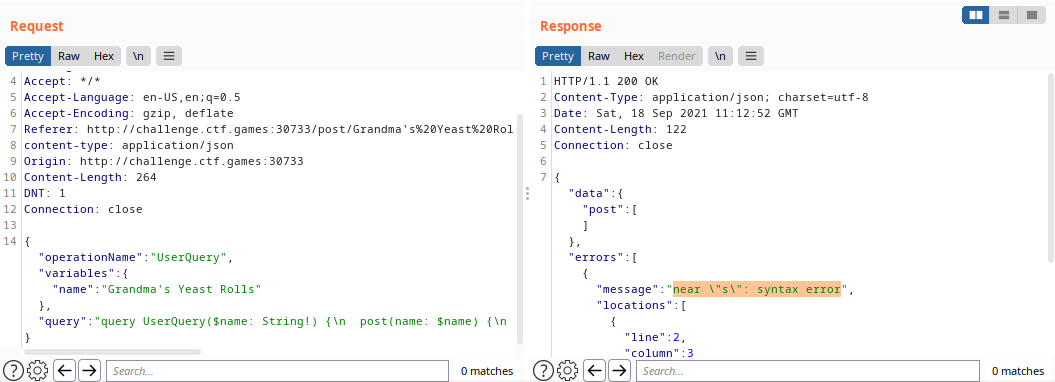 Request
Pretty Raw Hex \n
4 Accept: */*
5 Accept-Language: en-US,en;q=0.5
6 Accept-Encoding: gzip, deflate
7 Referer: http://challenge.ctf.games:30733/post/Grandma's%20Yeast%20Rol
8 content-type: application/json
9 Origin: http://challenge.ctf.games:30733
10 Content-Length: 264
11 DNT: 1
12 Connection: close
13
14 {
"operationName":"UserQuery",
"variables":{
"name":"Grandma's Yeast Rolls"
},
"query":"query UserQuery($name: String!) {\n  post(name: $name) {\n
}
Search... 0 matches
Response
Pretty Raw Hex Render \n
1 HTTP/1.1 200 OK
2 Content-Type: application/json; charset=utf-8
3 Date: Sat, 18 Sep 2021 11:12:52 GMT
4 Content-Length: 122
5 Connection: close
6
7 {
"data":{
"post":[
]
},
"errors":[
{
"message":"near \"s\": syntax error",
"locations":[
{
"line":2,
"column":3
Search... 0 matches